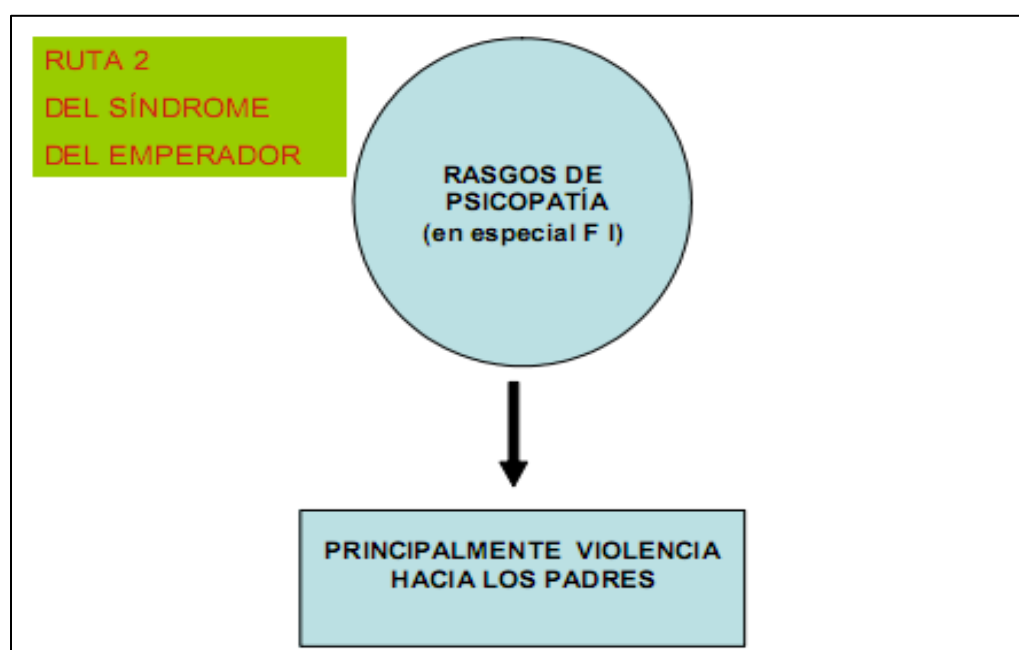 RUTA 2
DEL SÍNDROME
DEL EMPERADOR
RASGOS DE
PSICOPATÍA
(en especial F I)
PRINCIPALMENTE VIOLENCIA
HACIA LOS PADRES